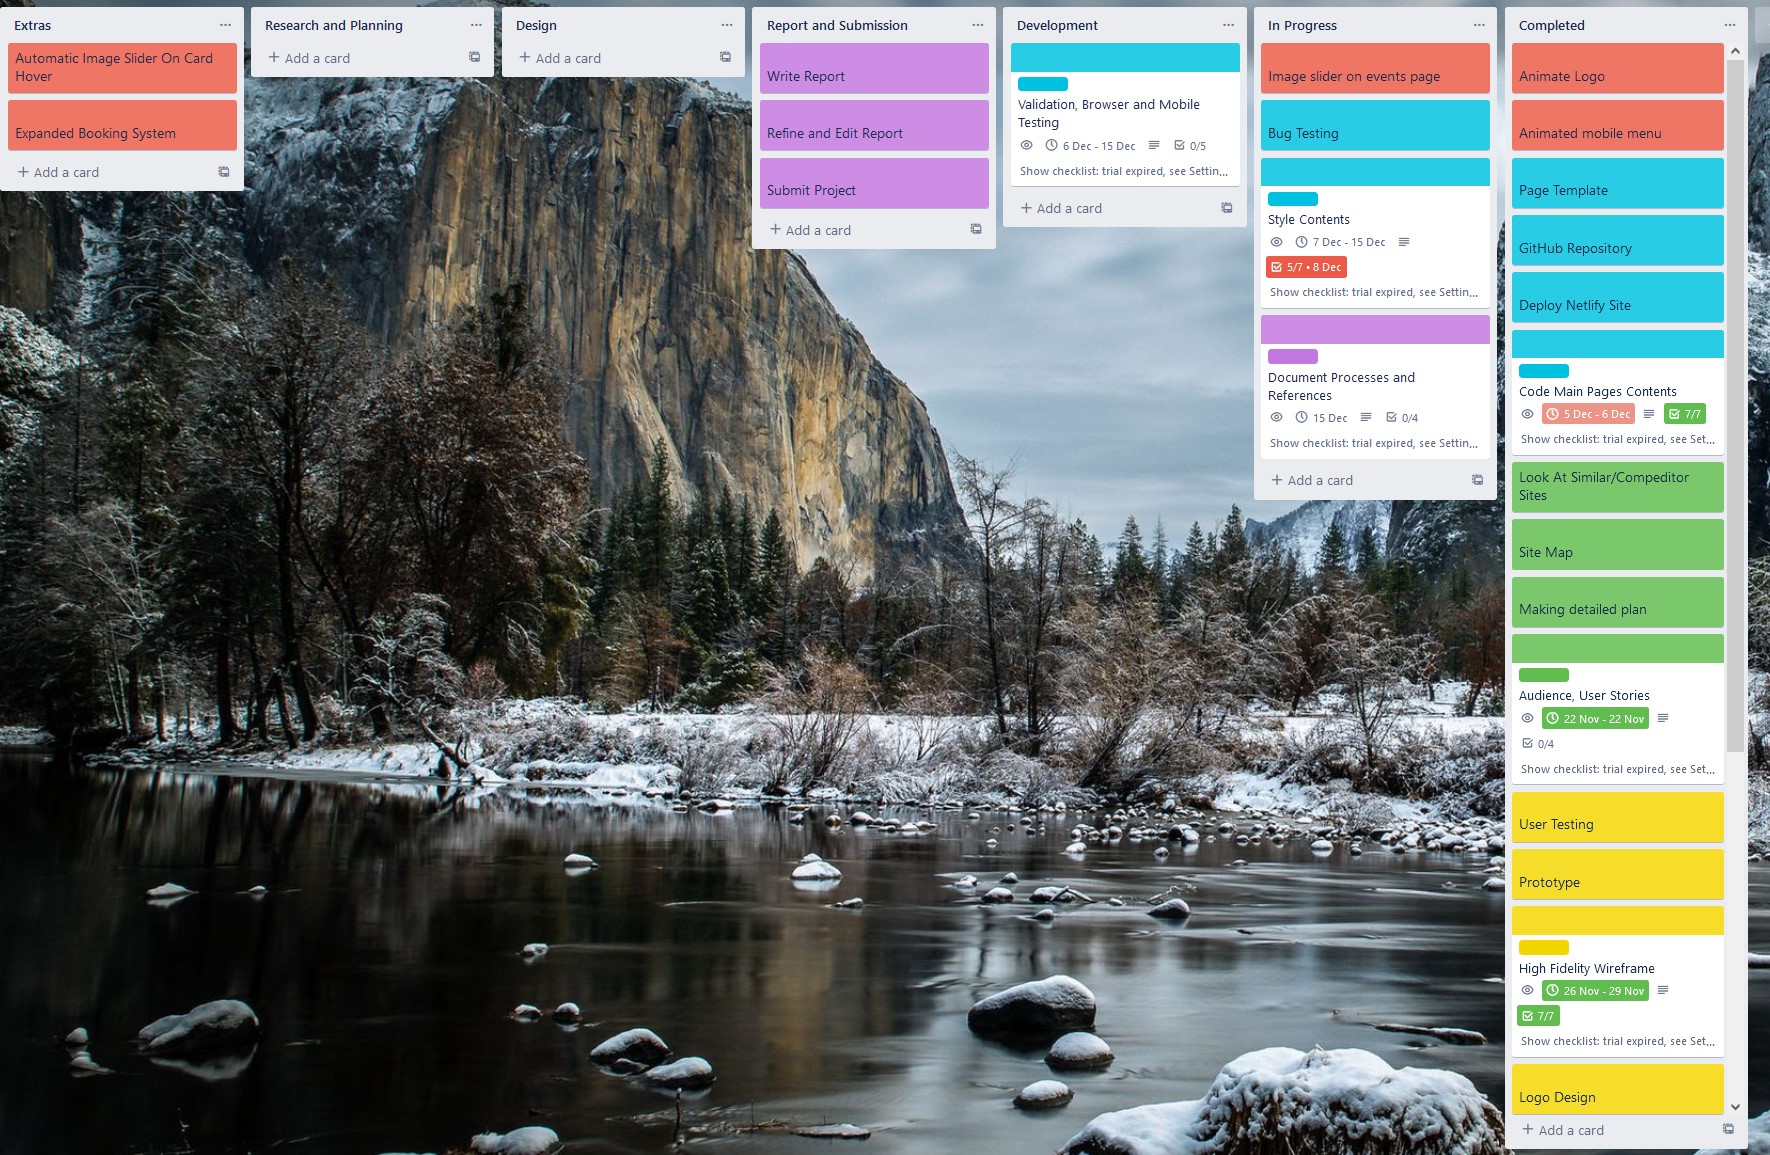 Extras
Automatic Image Slider On Card
Hover
Expanded Booking System
Add a card
Research and Planning
Add a card
Design
Add a card
Report and Submission
Write Report
Refine and Edit Report
Submit Project
Add a card
Development
Validation, Browser and Mobile
Testing
6 Dec - 15 Dec 0/5
Show checklist: trial expired, see Settin...
Add a card
In Progress
Image slider on events page
Bug Testing
Style Contents
7 Dec - 15 Dec
5/7 • 8 Dec
Show checklist: trial expired, see Settin...
Document Processes and
References
15 Dec 0/4
Show checklist: trial expired, see Settin...
Add a card
Completed
Animate Logo
Animated mobile menu
Page Template
GitHub Repository
Deploy Netlify Site
Code Main Pages Contents
5 Dec - 6 Dec 7/7
Show checklist: trial expired, see Set...
Look At Similar/Compeditor
Sites
Site Map
Making detailed plan
Audience, User Stories
22 Nov - 22 Nov
0/4
Show checklist: trial expired, see Set...
User Testing
Prototype
High Fidelity Wireframe
26 Nov - 29 Nov
7/7
Show checklist: trial expired, see Set...
Logo Design
Add a card